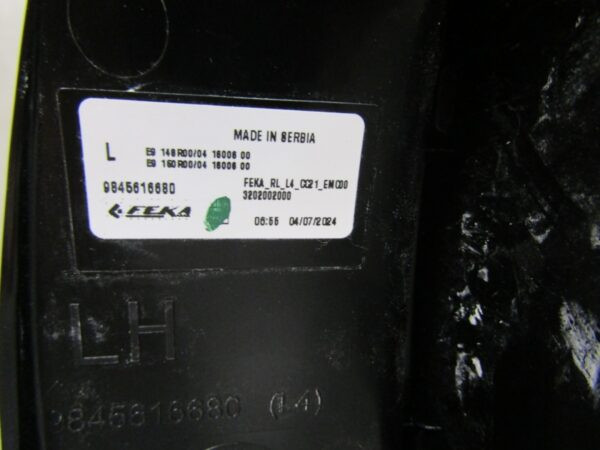 MADE IN SERBIA
L
E9 148R00/04 16006 00
E9 150R00/04 16006 00
9845616680
FEKA_RL_L4_CC21_EMC00
3202002000
FEKA
06:55 04/07/2024
LH
9845616680 (L4)